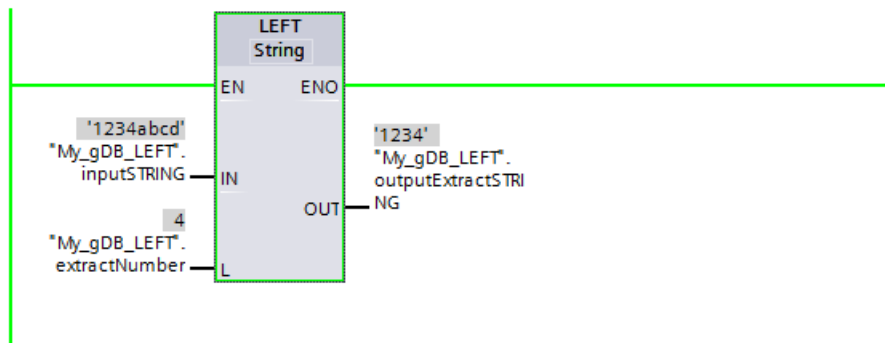 LEFT
String
EN ENO
'1234abcd'
"My_gDB_LEFT".
inputSTRING
IN
'1234'
"My_gDB_LEFT".
outputExtractSTRI
NG
OUT
4
"My_gDB_LEFT".
extractNumber
L